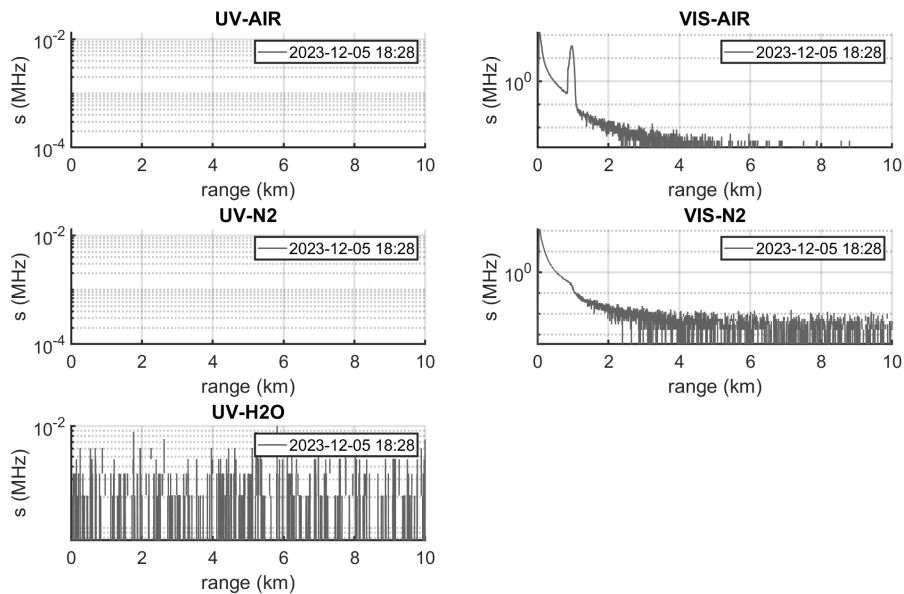 UV-AIR
10^-2
10^-4
s (MHz)
2023-12-05 18:28
0 2 4 6 8 10
range (km)
VIS-AIR
10^0
s (MHz)
2023-12-05 18:28
0 2 4 6 8 10
range (km)
UV-N2
10^-2
10^-4
s (MHz)
2023-12-05 18:28
0 2 4 6 8 10
range (km)
VIS-N2
10^0
s (MHz)
2023-12-05 18:28
0 2 4 6 8 10
range (km)
UV-H2O
10^-2
s (MHz)
2023-12-05 18:28
0 2 4 6 8 10
range (km)